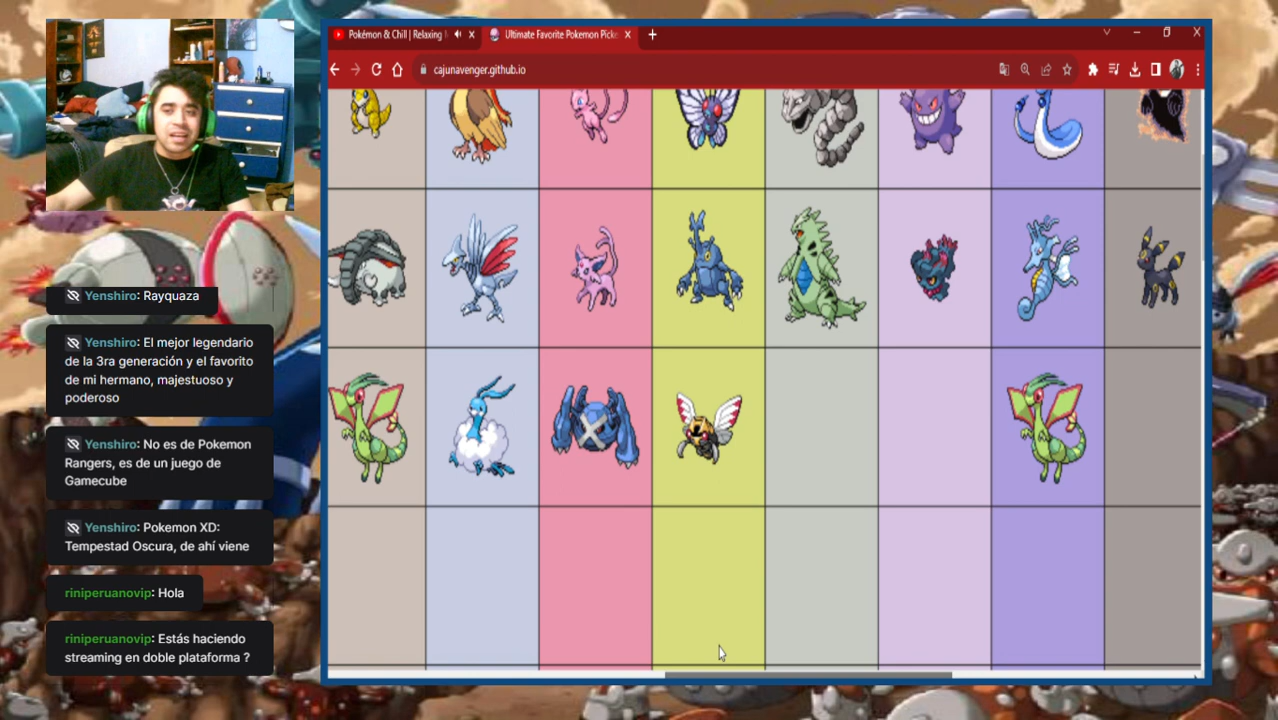 Pokémon & Chill | Relaxing
Ultimate Favorite Pokemon Picke
cajunavenger.github.io
Yenshiro: Rayquaza
Yenshiro: El mejor legendario
de la 3ra generación y el favorito
de mi hermano, majestuoso y
poderoso
Yenshiro: No es de Pokemon
Rangers, es de un juego de
Gamecube
Yenshiro: Pokemon XD:
Tempestad Oscura, de ahí viene
riniperuanovip: Hola
riniperuanovip: Estás haciendo
streaming en doble plataforma ?